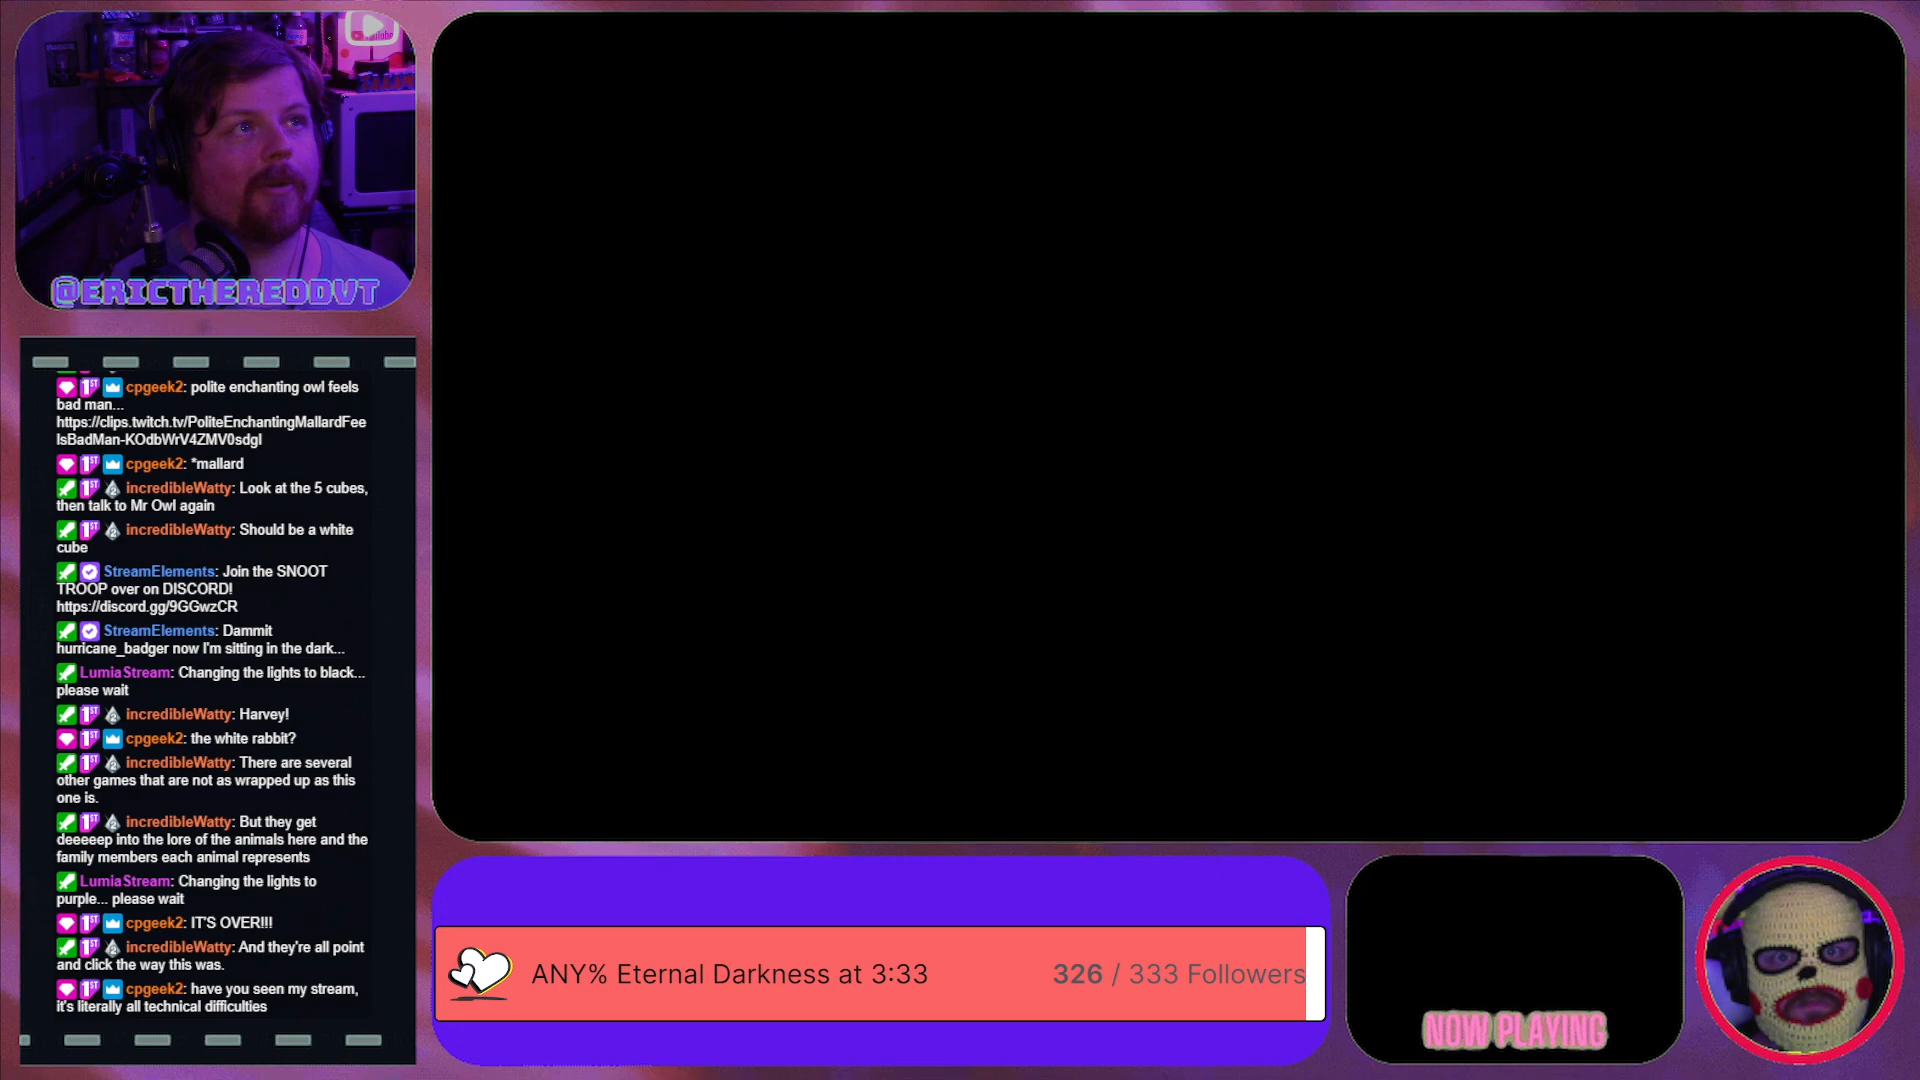 YouTube
@ERICTHEREDDVT
cpgeek2: polite enchanting owl feels
bad man...
https://clips.twitch.tv/PoliteEnchantingMallardFee
lsBadMan-KOdbWrV4ZMV0sdgI
cpgeek2: *mallard
incredibleWatty: Look at the 5 cubes,
then talk to Mr Owl again
incredibleWatty: Should be a white
cube
StreamElements: Join the SNOOT
TROOP over on DISCORD!
https://discord.gg/9GGwzCR
StreamElements: Dammit
hurricane_badger now I'm sitting in the dark...
LumiaStream: Changing the lights to black...
please wait
incredibleWatty: Harvey!
cpgeek2: the white rabbit?
incredibleWatty: There are several
other games that are not as wrapped up as this
one is.
incredibleWatty: But they get
deeeeep into the lore of the animals here and the
family members each animal represents
LumiaStream: Changing the lights to
purple... please wait
cpgeek2: IT'S OVER!!!
incredibleWatty: And they're all point
and click the way this was.
cpgeek2: have you seen my stream,
it's literally all technical difficulties
ANY% Eternal Darkness at 3:33
326 / 333 Followers
NOW PLAYING